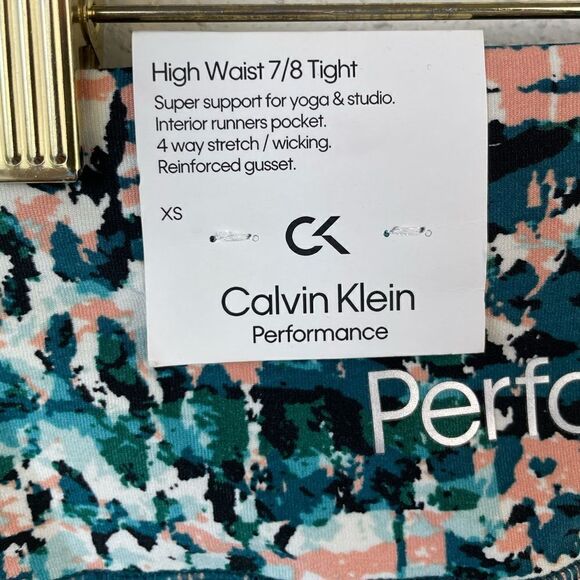 High Waist 7/8 Tight
Super support for yoga & studio.
Interior runners pocket.
4 way stretch / wicking.
Reinforced gusset.
XS
CK
Calvin Klein
Performance
Perfo